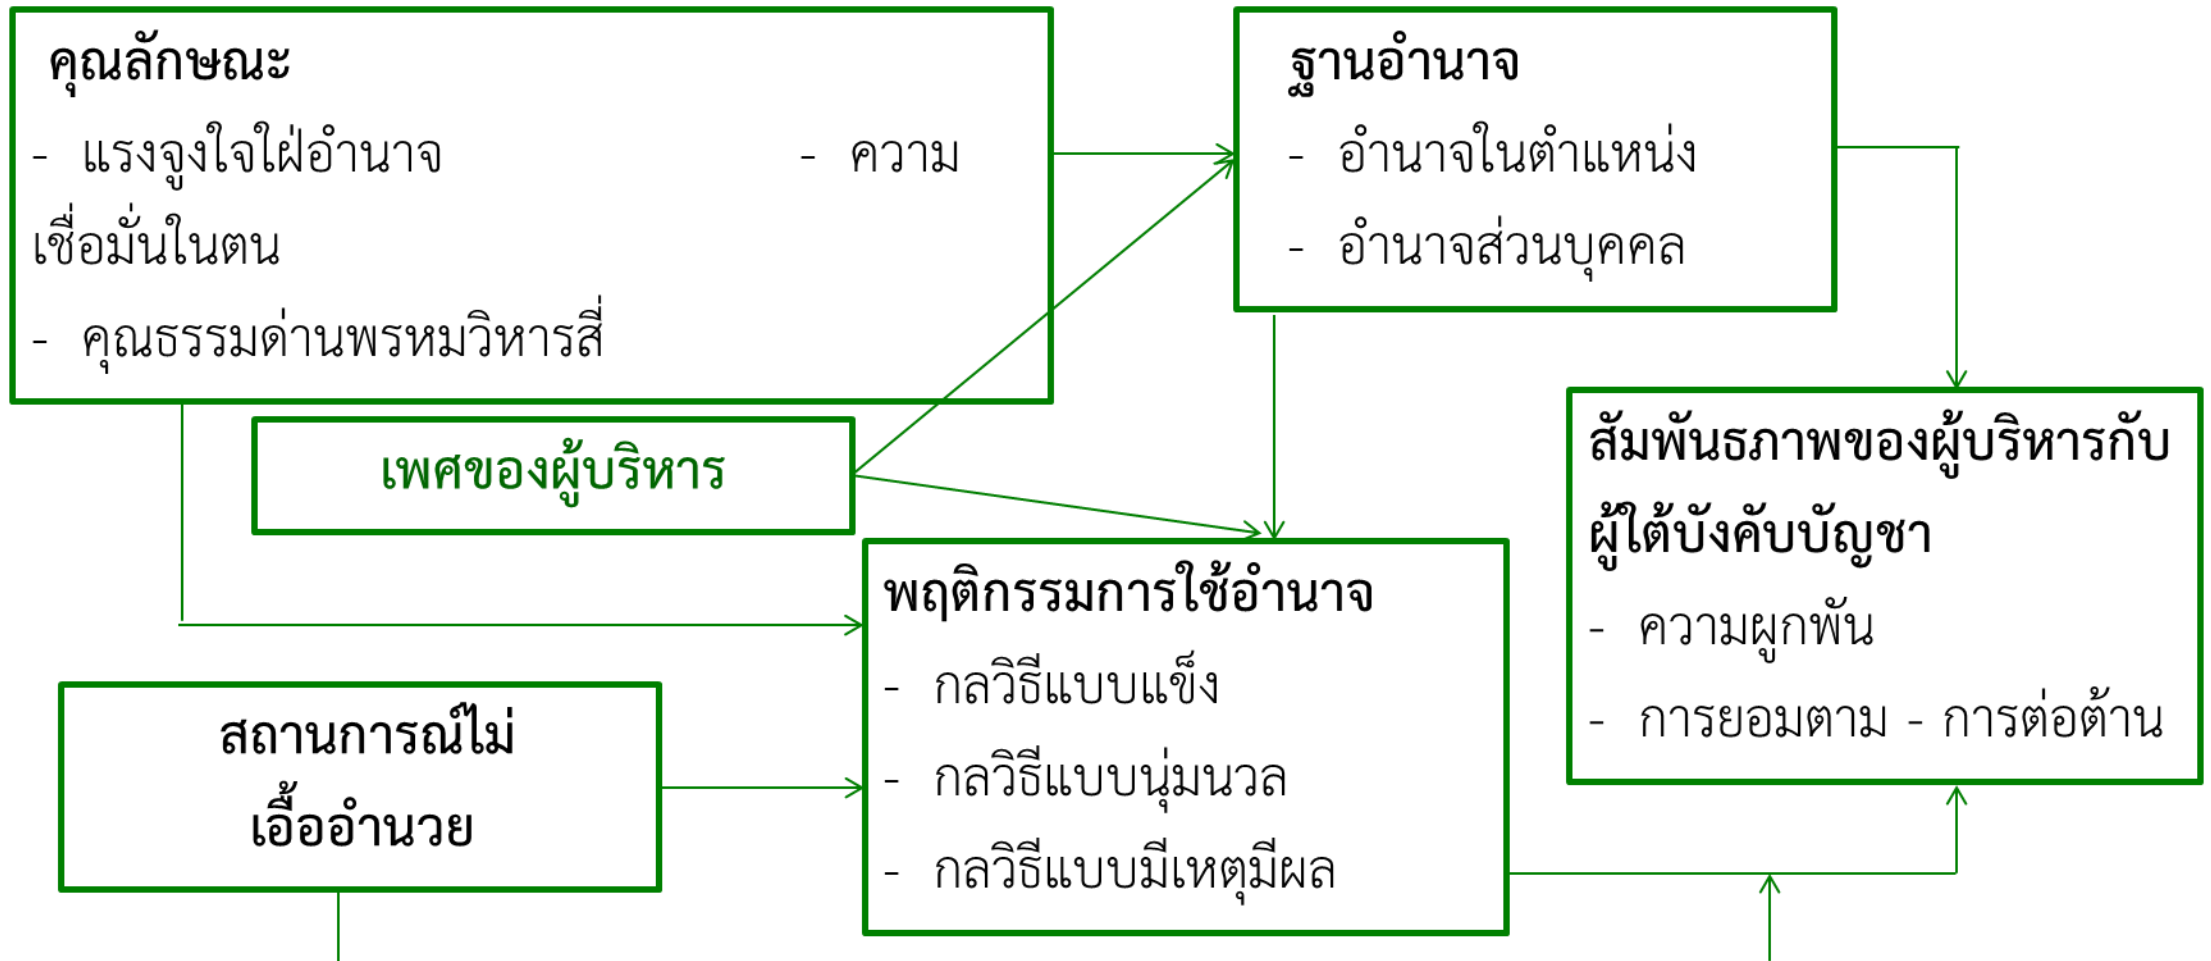 คุณลักษณะ
- แรงจูงใจใฝ่อำนาจ - ความ
เชื่อมั่นในตน
- คุณธรรมด่านพรหมวิหารสี่
ฐานอำนาจ
- อำนาจในตำแหน่ง
- อำนาจส่วนบุคคล
เพศของผู้บริหาร
สัมพันธภาพของผู้บริหารกับ
ผู้ใต้บังคับบัญชา
- ความผูกพัน
- การยอมตาม - การต่อต้าน
พฤติกรรมการใช้อำนาจ
- กลวิธีแบบแข็ง
- กลวิธีแบบนุ่มนวล
- กลวิธีแบบมีเหตุมีผล
สถานการณ์ไม่
เอื้ออำนวย